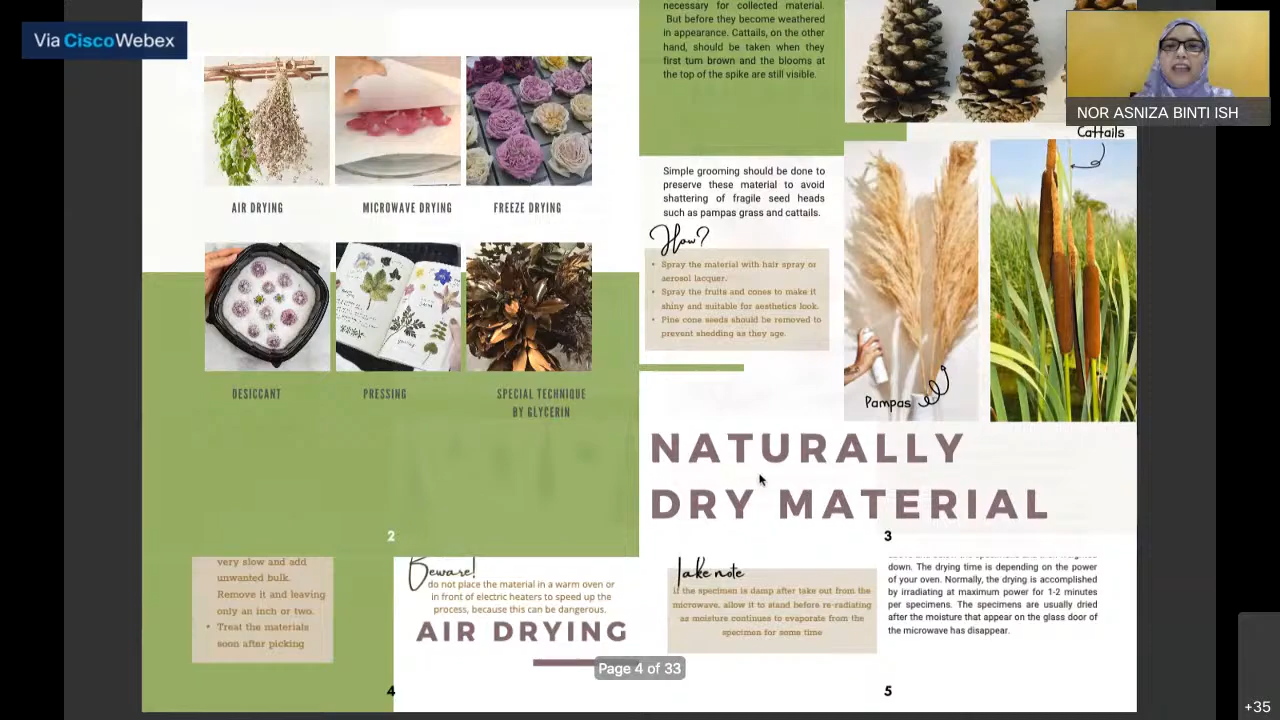 Via Cisco Webex
AIR DRYING
MICROWAVE DRYING
FREEZE DRYING
DESICCANT
PRESSING
SPECIAL TECHNIQUE
BY GLYCERIN
2
necessary for collected material.
But before they become weathered
in appearance. Cattails, on the other
hand, should be taken when they
first turn brown and the blooms at
the top of the spike are still visible.
Simple grooming should be done to
preserve these material to avoid
shattering of fragile seed heads
such as pampas grass and cattails.
How?
• Spray the material with hair spray or
aerosol lacquer.
• Spray the fruits and cones to make it
shiny and suitable for aesthetics look.
• Pine cone seeds should be removed to
prevent shedding as they age.
NOR ASNIZA BINTI ISH
Cattails
Pampas
NATURALLY
DRY MATERIAL
3
very slow and add
unwanted bulk.
Remove it and leaving
only an inch or two.
• Treat the materials
soon after picking
Beware!
do not place the material in a warm oven or
in front of electric heaters to speed up the
process, because this can be dangerous.
AIR DRYING
4
Take note
If the specimen is damp after take out from the
microwave, allow it to stand before re-radiating
as moisture continues to evaporate from the
specimen for some time
above and below the specimens and then weighted
down. The drying time is depending on the power
of your oven. Normally, the drying is accomplished
by irradiating at maximum power for 1-2 minutes
per specimens. The specimens are usually dried
after the moisture that appear on the glass door of
the microwave has disappear.
5
Page 4 of 33
+35